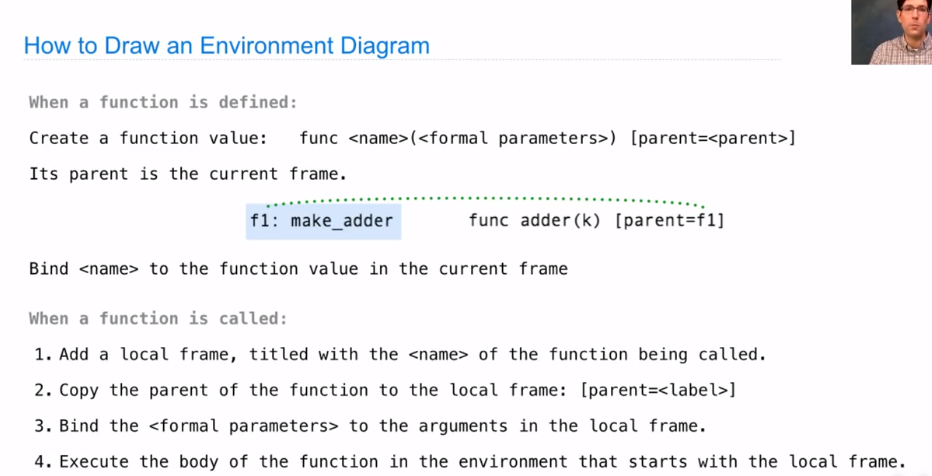 How to Draw an Environment Diagram
When a function is defined:
Create a function value: func <name>(<formal parameters>) [parent=<parent>]
Its parent is the current frame.
f1: make_adder func adder(k) [parent=f1]
Bind <name> to the function value in the current frame
When a function is called:
1. Add a local frame, titled with the <name> of the function being called.
2. Copy the parent of the function to the local frame: [parent=<label>]
3. Bind the <formal parameters> to the arguments in the local frame.
4. Execute the body of the function in the environment that starts with the local frame.